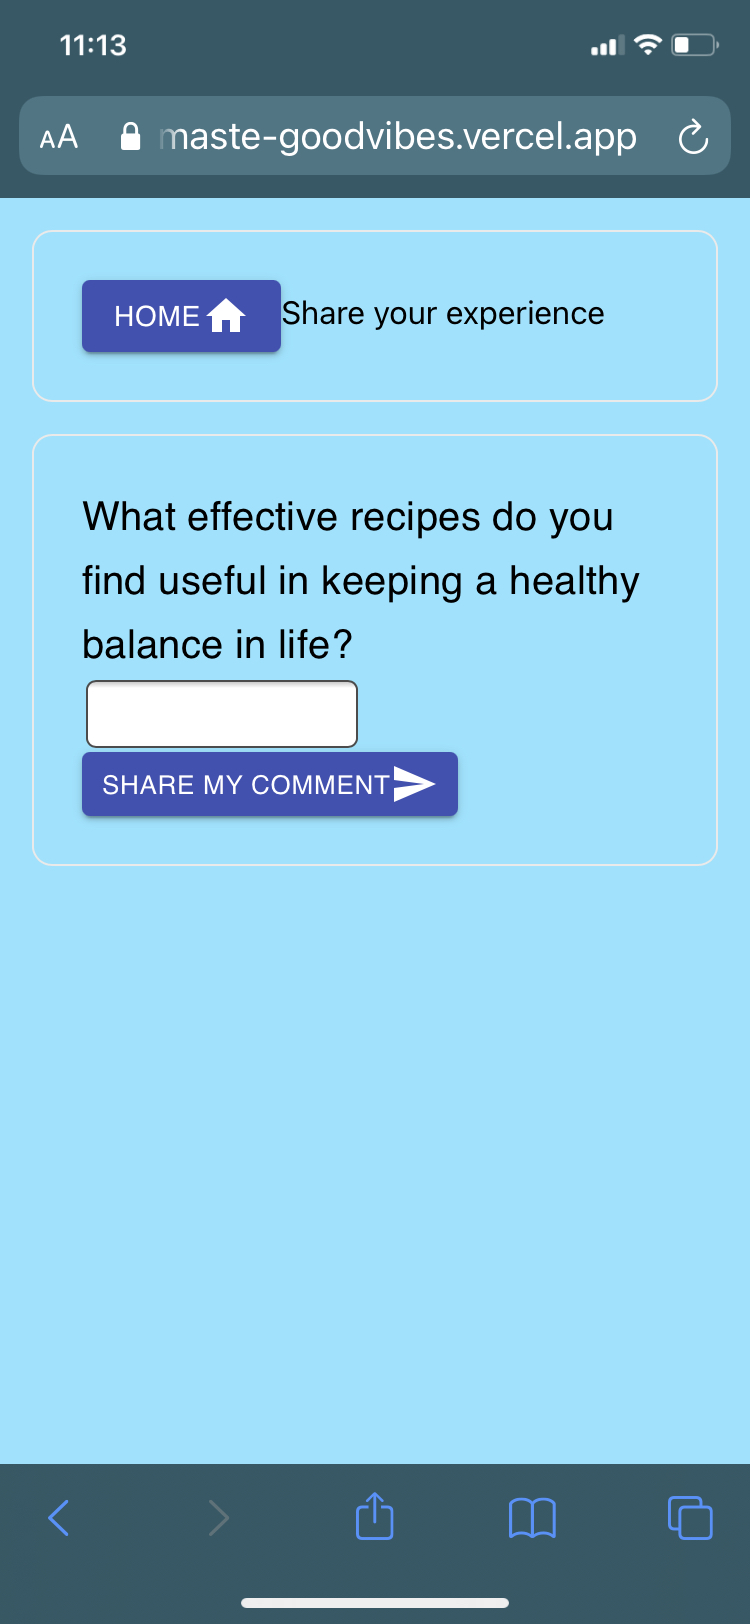 11:13
AA maste-goodvibes.vercel.app
HOME Share your experience
What effective recipes do you
find useful in keeping a healthy
balance in life?
SHARE MY COMMENT